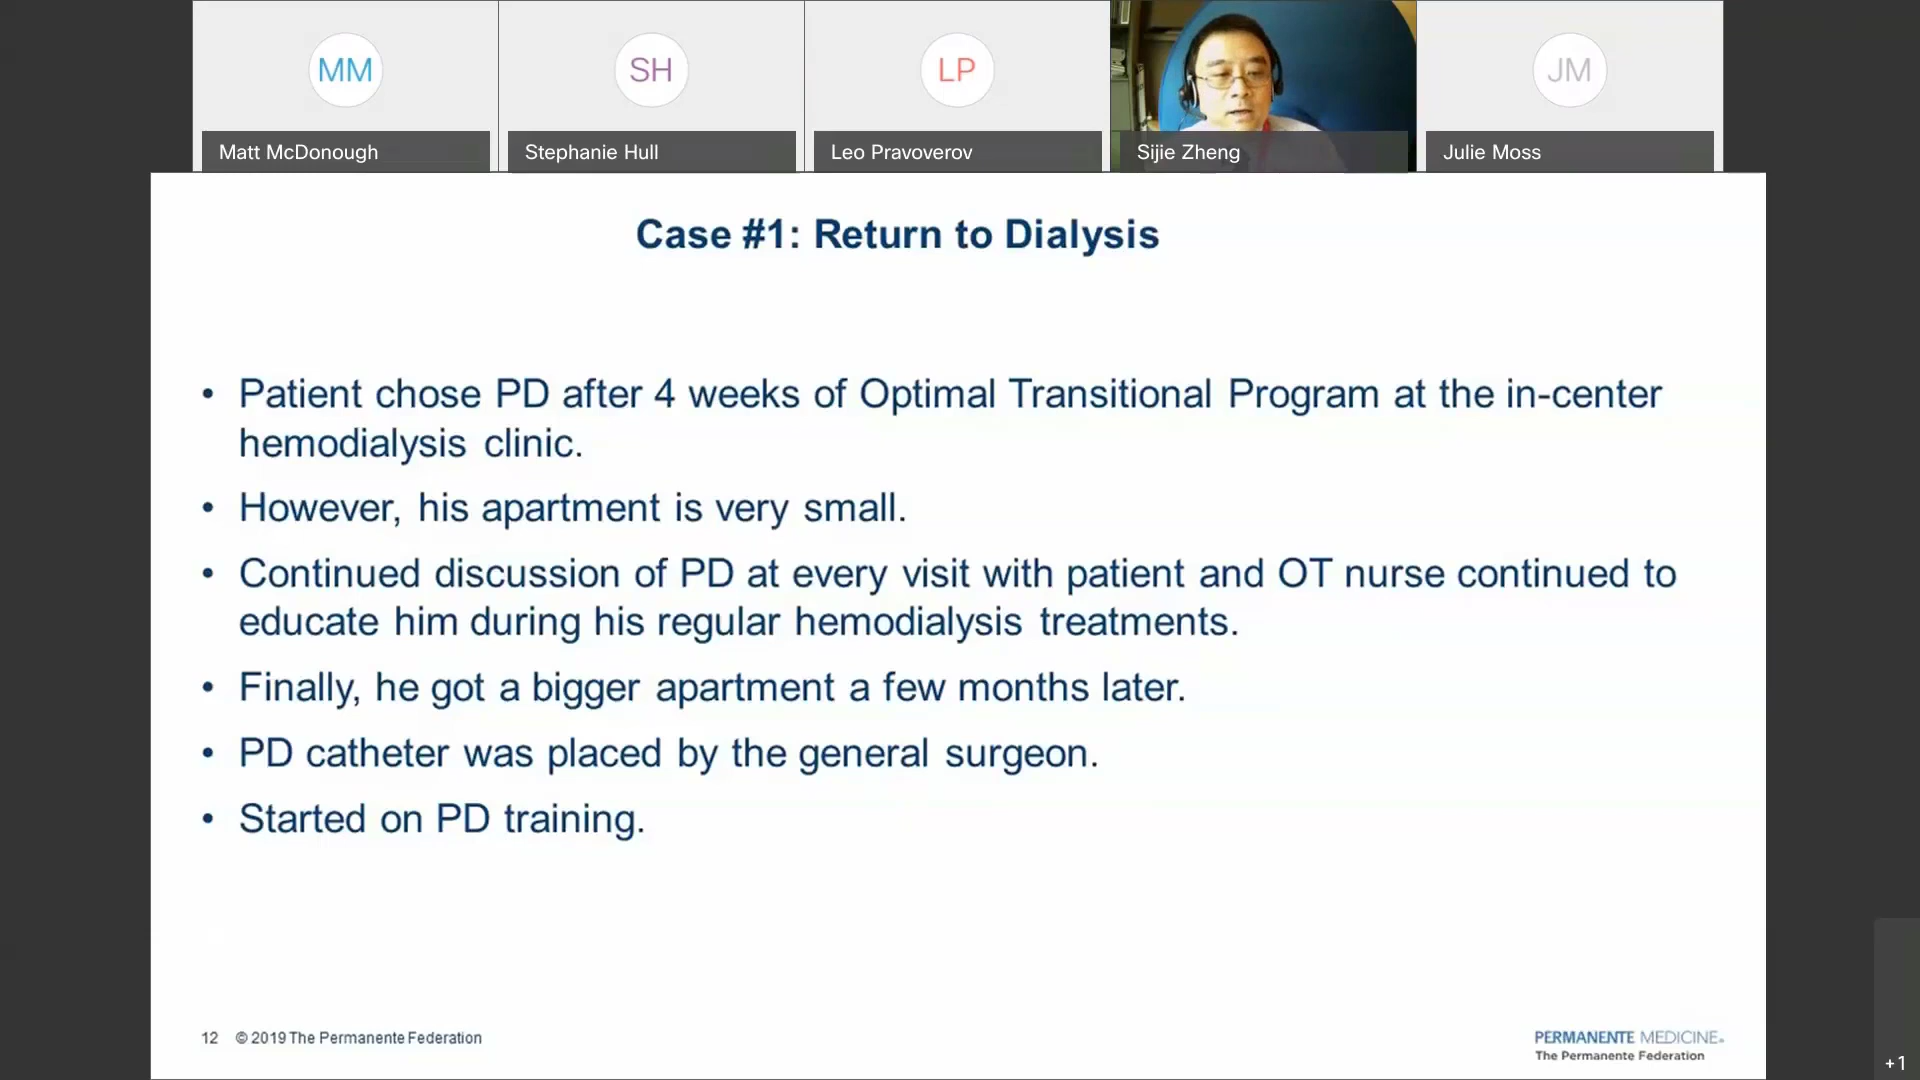 MM
SH
LP
JM
Matt McDonough
Stephanie Hull
Leo Pravoverov
Sijie Zheng
Julie Moss
Case #1: Return to Dialysis
• Patient chose PD after 4 weeks of Optimal Transitional Program at the in-center
hemodialysis clinic.
• However, his apartment is very small.
• Continued discussion of PD at every visit with patient and OT nurse continued to
educate him during his regular hemodialysis treatments.
• Finally, he got a bigger apartment a few months later.
• PD catheter was placed by the general surgeon.
• Started on PD training.
12 © 2019 The Permanente Federation
PERMANENTE MEDICINE
The Permanente Federation
+1